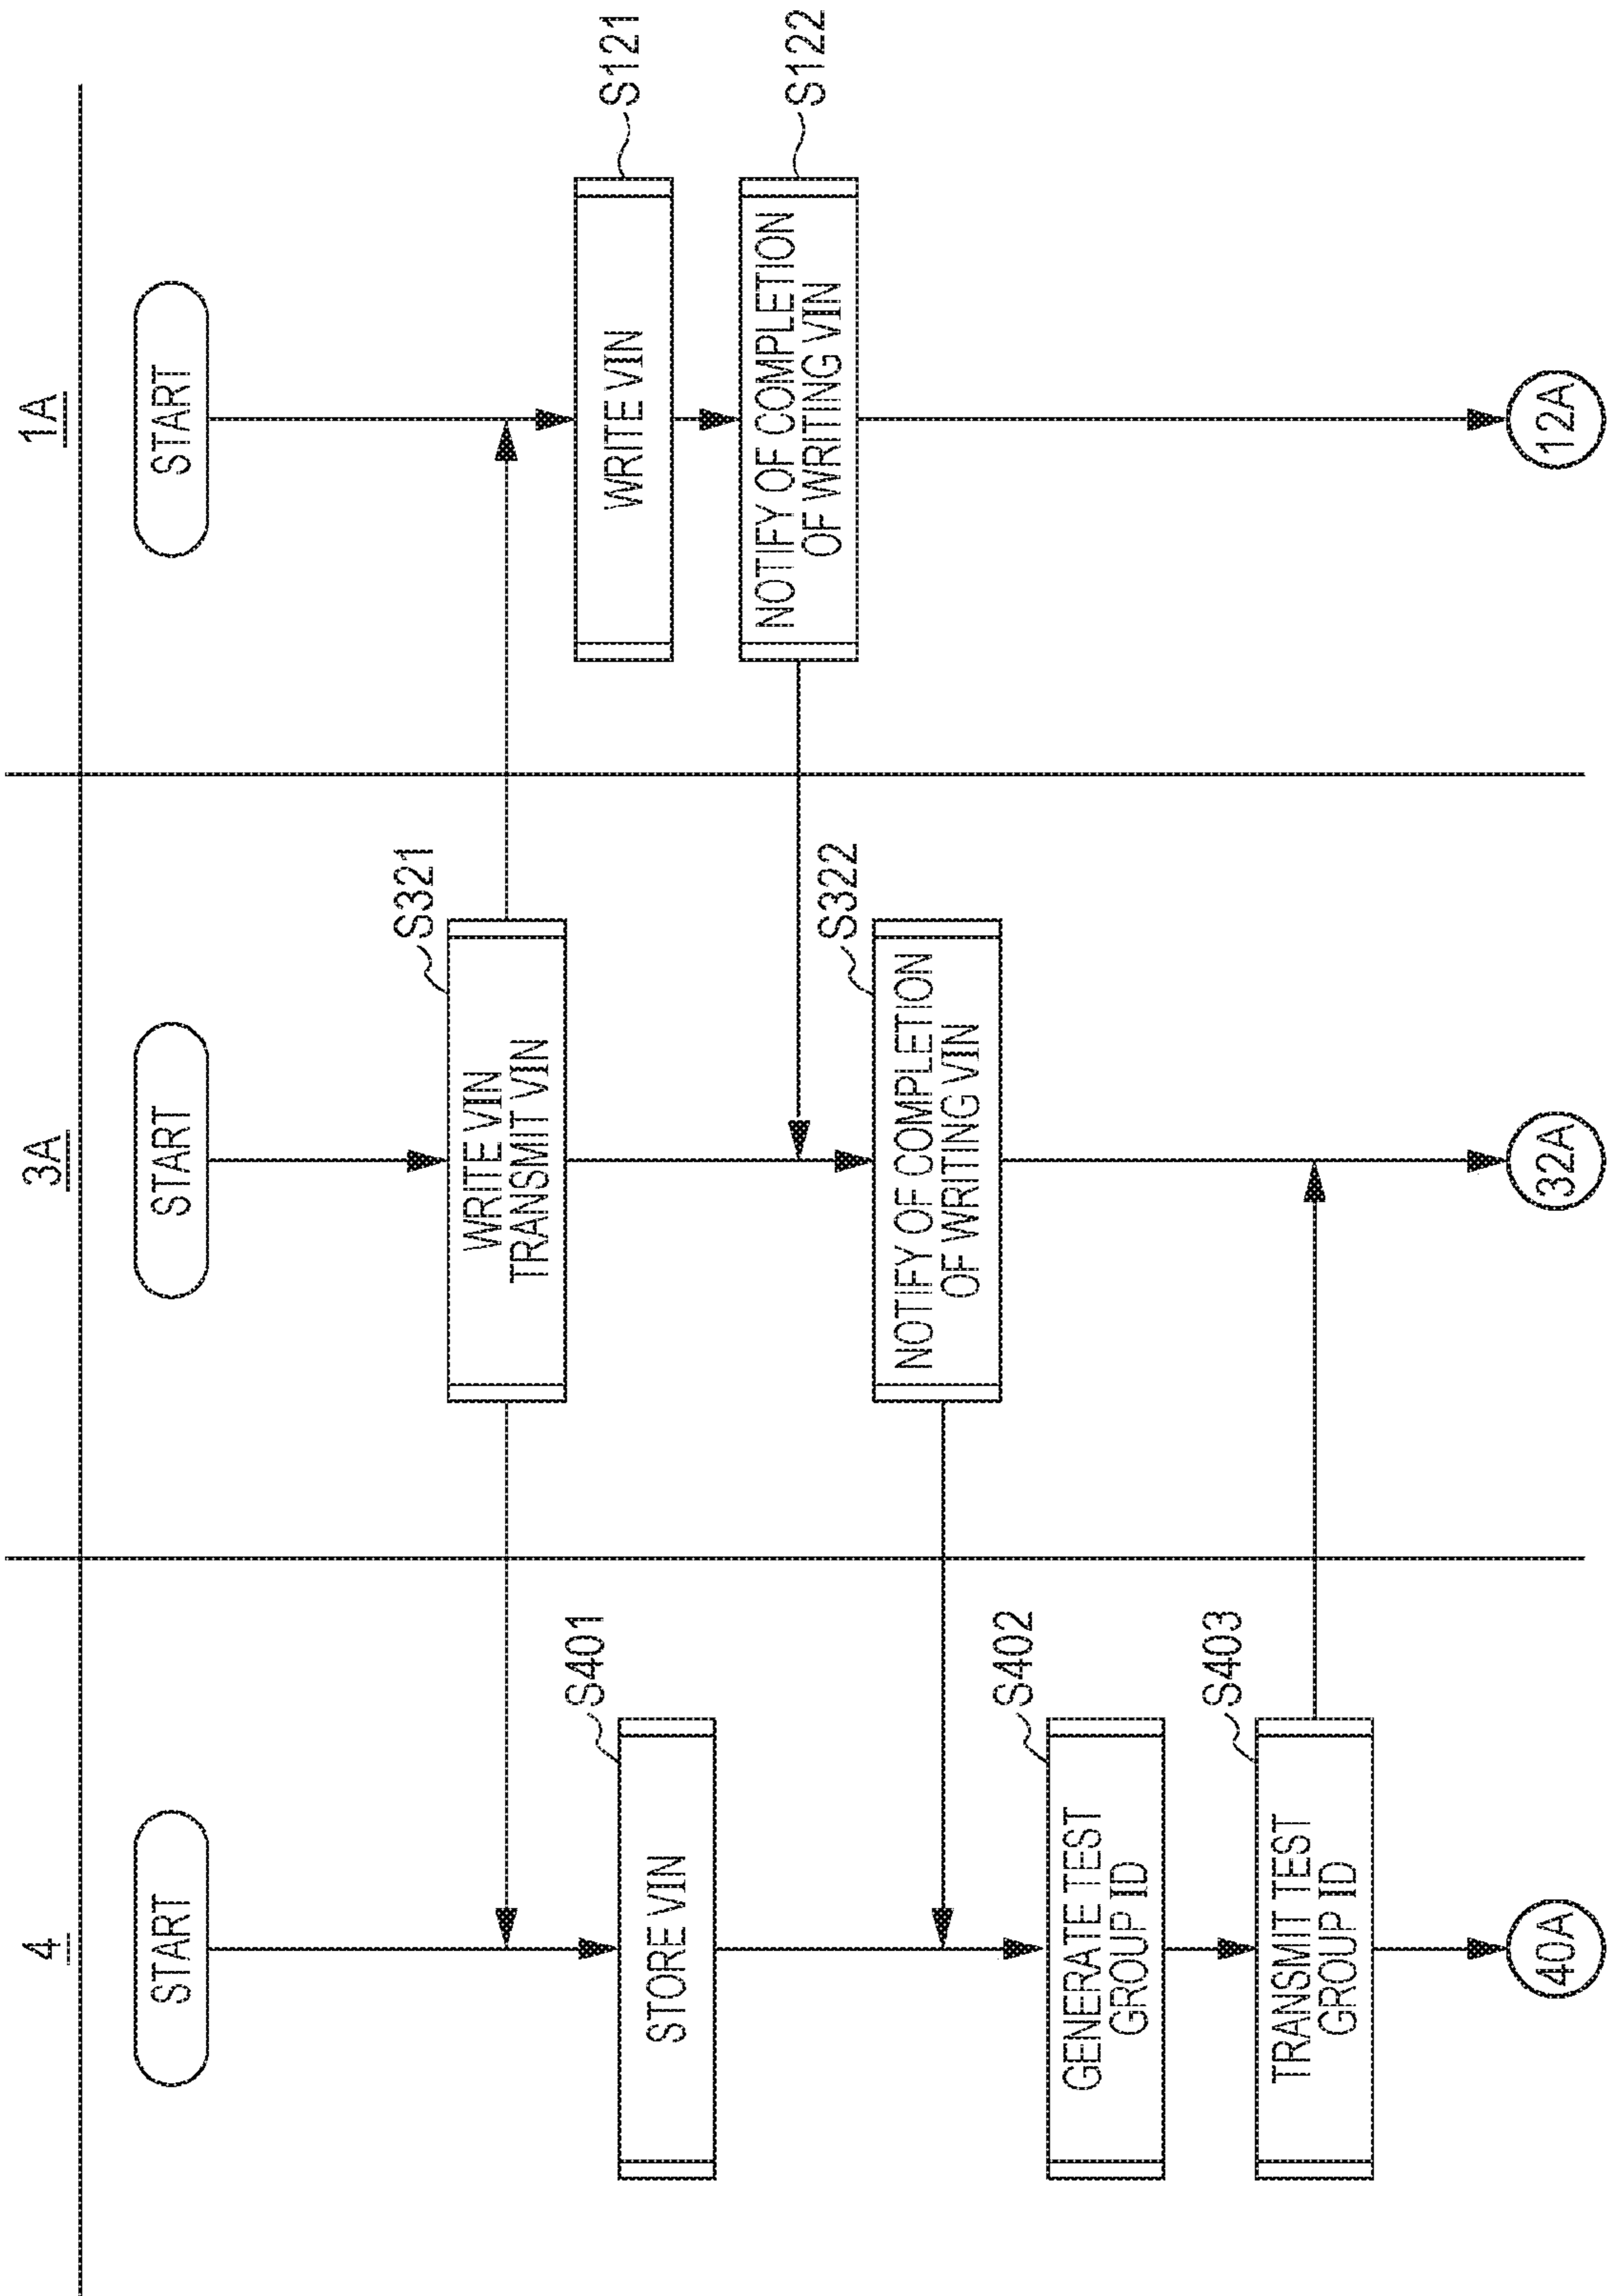 4
3A
1A
START
START
START
S321
WRITE VIN
TRANSMIT VIN
S401
STORE VIN
S121
WRITE VIN
S122
NOTIFY OF COMPLETION
OF WRITING VIN
S322
NOTIFY OF COMPLETION
OF WRITING VIN
S402
GENERATE TEST
GROUP ID
S403
TRANSMIT TEST
GROUP ID
40A
32A
12A